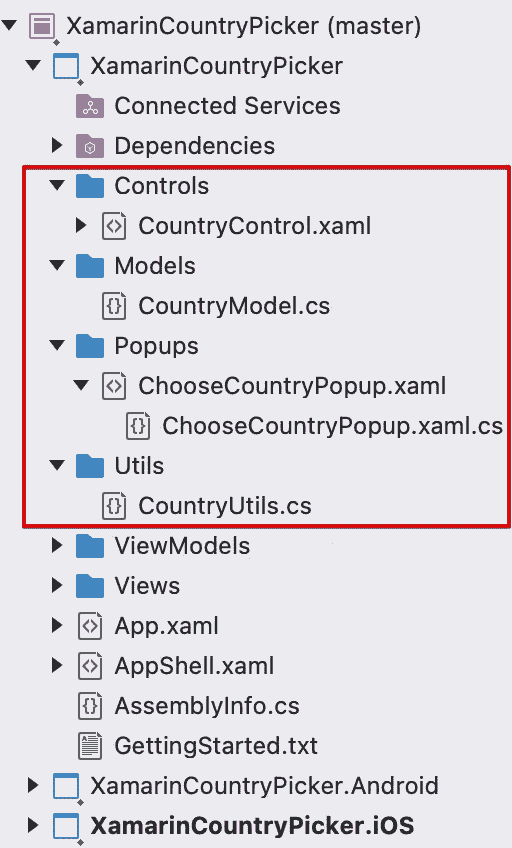 XamarinCountryPicker (master)
XamarinCountryPicker
Connected Services
Dependencies
Controls
CountryControl.xaml
Models
CountryModel.cs
Popups
ChooseCountryPopup.xaml
ChooseCountryPopup.xaml.cs
Utils
CountryUtils.cs
ViewModels
Views
App.xaml
AppShell.xaml
AssemblyInfo.cs
GettingStarted.txt
XamarinCountryPicker.Android
XamarinCountryPicker.iOS